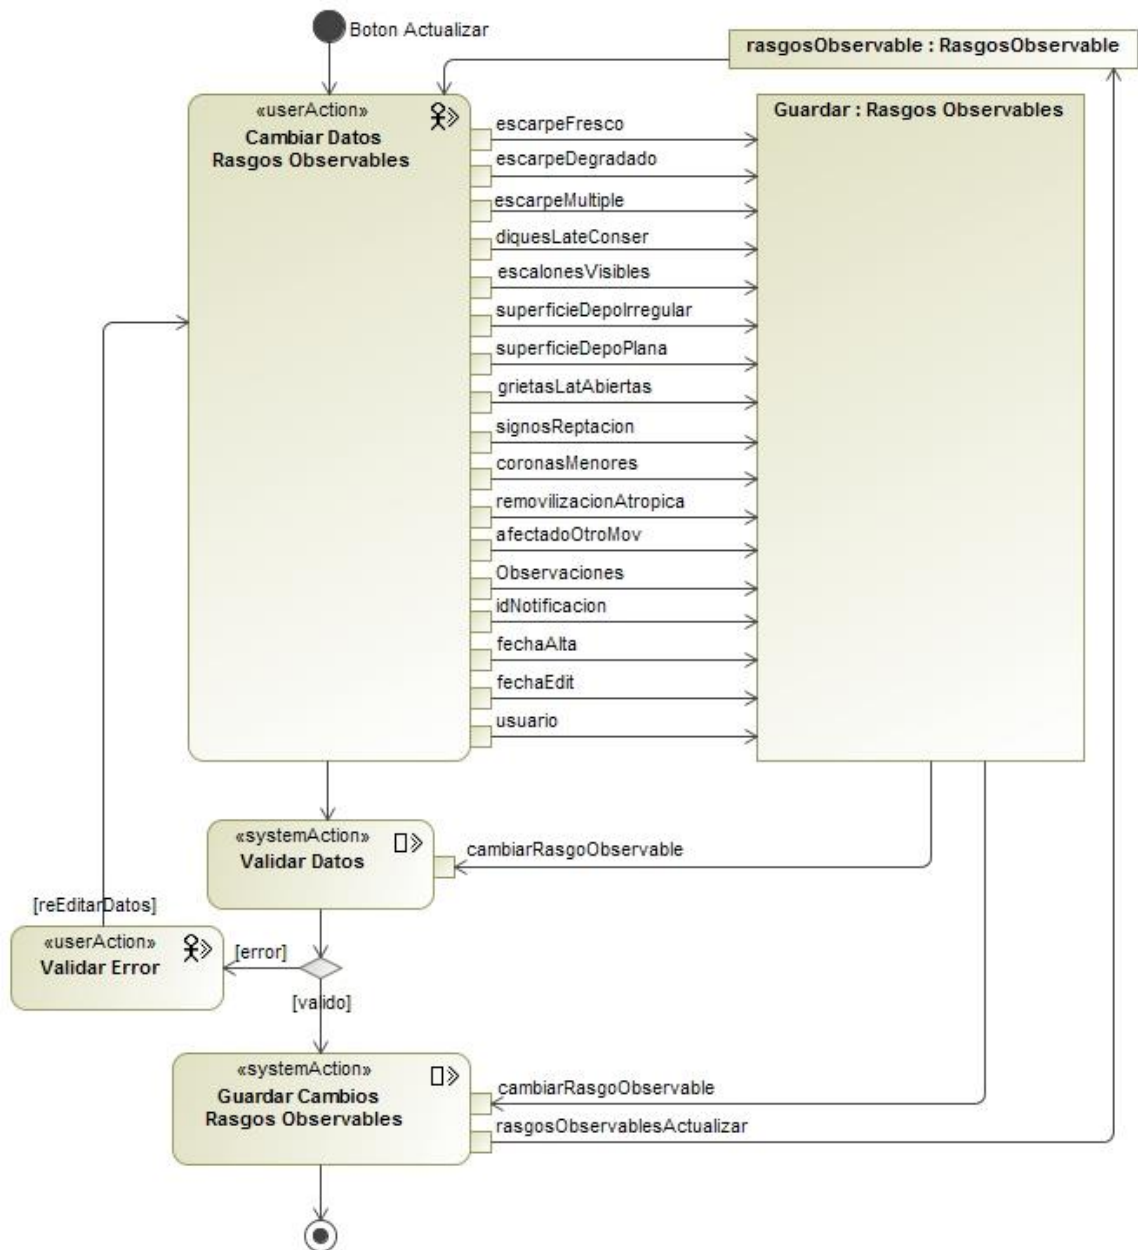 Boton Actualizar
rasgosObservable : RasgosObservable
«userAction»
Cambiar Datos
Rasgos Observables
Guardar : Rasgos Observables
escarpeFresco
escarpeDegradado
escarpeMultiple
diquesLateConser
escalonesVisibles
superficieDepoIrregular
superficieDepoPlana
grietasLatAbiertas
signosReptacion
coronasMenores
removilizacionAtropica
afectadoOtroMov
Observaciones
idNotificacion
fechaAlta
fechaEdit
usuario
«systemAction»
Validar Datos
cambiarRasgoObservable
[reEditarDatos]
«userAction»
Validar Error
[error]
[valido]
«systemAction»
Guardar Cambios
Rasgos Observables
cambiarRasgoObservable
rasgosObservablesActualizar